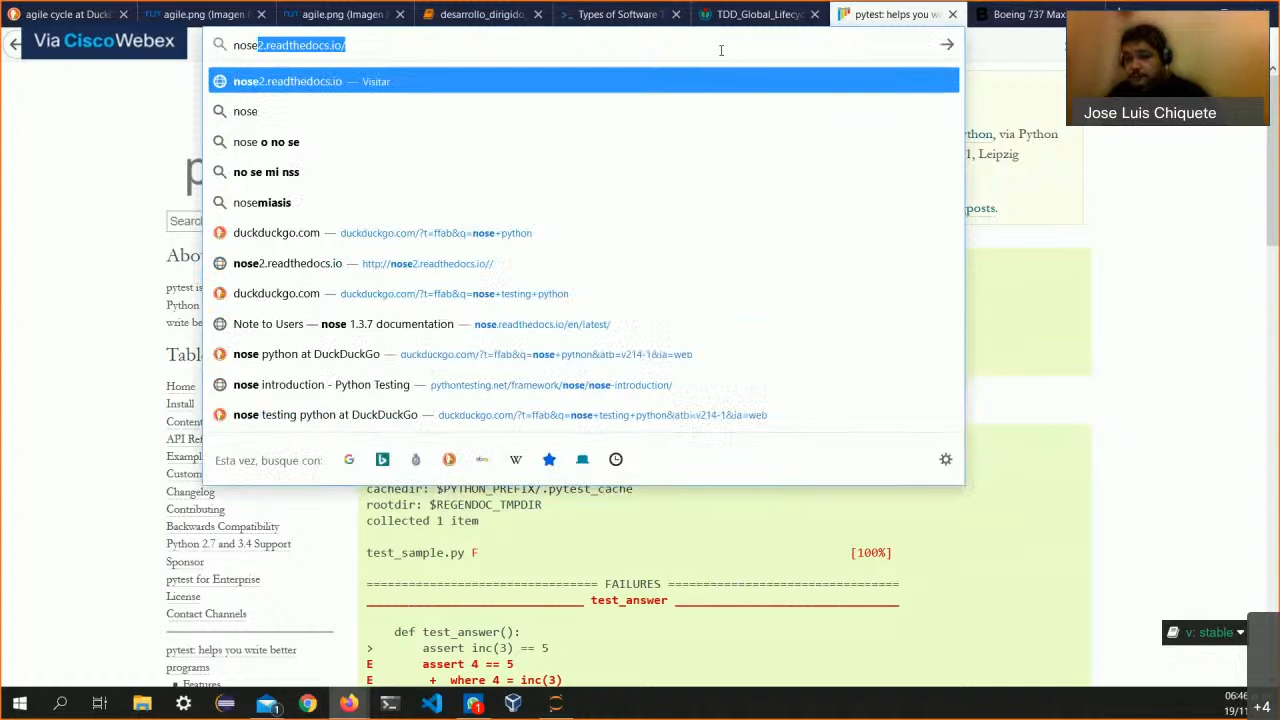 agile cycle at DuckD
agile.png (Imagen P
agile.png (Imagen P
desarrollo_dirigido_
Types of Software T
TDD_Global_Lifecyc
pytest: helps you w
Boeing 737 Max
Via CiscoWebex
nose2.readthedocs.io/
nose2.readthedocs.io — Visitar
nose
nose o no se
no se mi nss
nosemiasis
duckduckgo.com — duckduckgo.com/?t=ffab&q=nose+python
nose2.readthedocs.io — http://nose2.readthedocs.io//
duckduckgo.com — duckduckgo.com/?t=ffab&q=nose+testing+python
Note to Users — nose 1.3.7 documentation — nose.readthedocs.io/en/latest/
nose python at DuckDuckGo — duckduckgo.com/?t=ffab&q=nose+python&atb=v214-1&ia=web
nose introduction - Python Testing — pythontesting.net/framework/nose/nose-introduction/
nose testing python at DuckDuckGo — duckduckgo.com/?t=ffab&q=nose+testing+python&atb=v214-1&ia=web
Esta vez, busque con:
Jose Luis Chiquete
thon, via Python
1, Leipzig
posts.
p
Search
Abo
pytest is
Python
write be
Table
Home
Install
Content
API Ref
Exampl
Custom
Changelog
Contributing
Backwards Compatibility
Python 2.7 and 3.4 Support
Sponsor
pytest for Enterprise
License
Contact Channels
pytest: helps you write better
programs
Features
cachedir: $PYTHON_PREFIX/.pytest_cache
rootdir: $REGENDOC_TMPDIR
collected 1 item
test_sample.py F [100%]
================================= FAILURES =================================
_______________________________ test_answer ________________________________
def test_answer():
> assert inc(3) == 5
E assert 4 == 5
E + where 4 = inc(3)
v: stable
06:46
19/11
+4